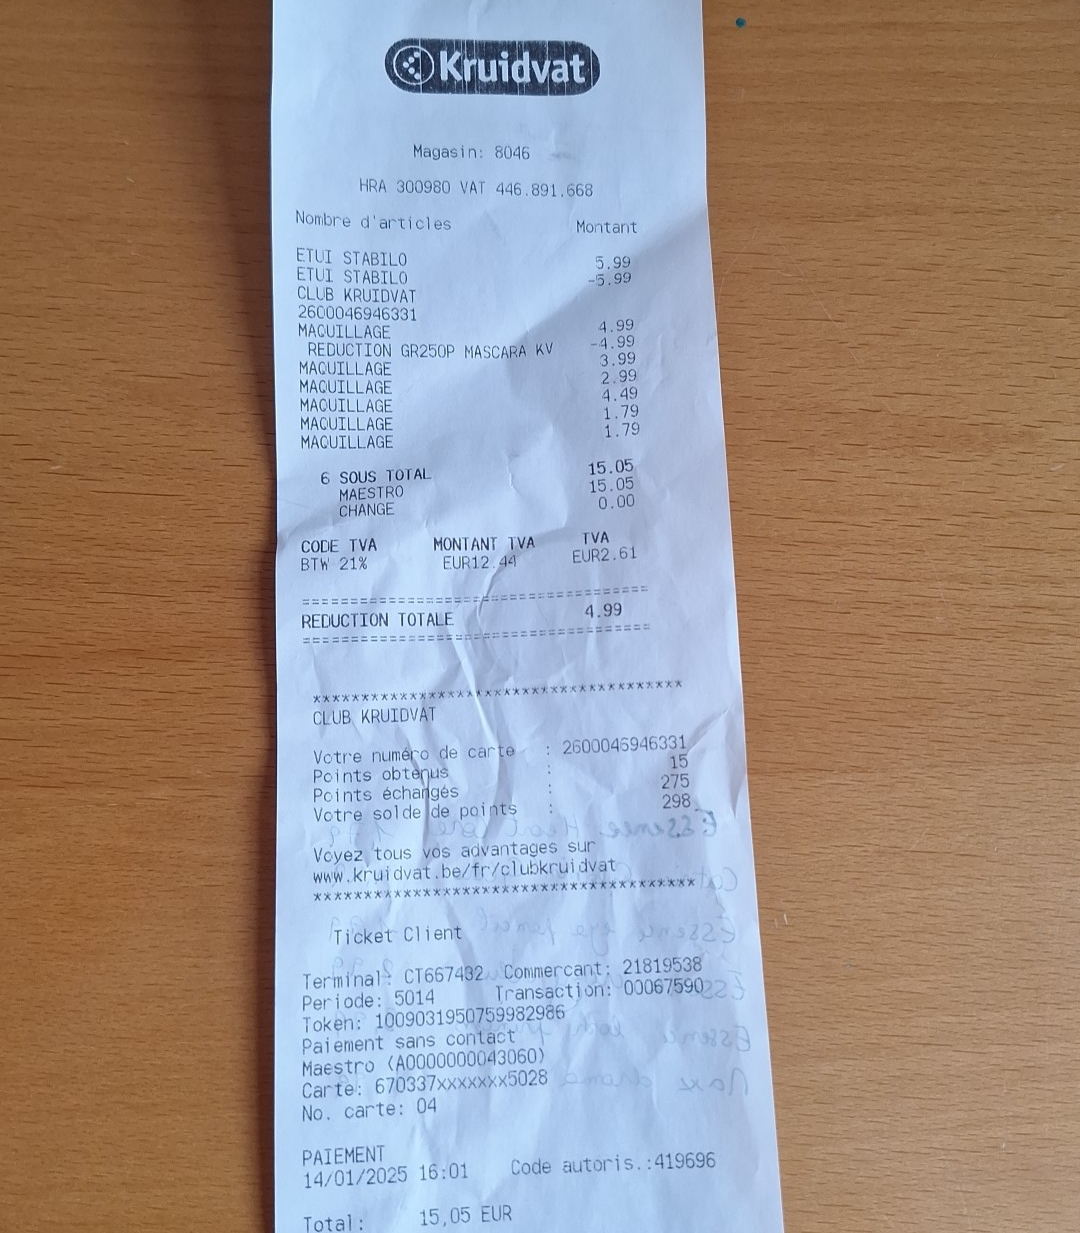 Kruidvat
Magasin: 8046
HRA 300980 VAT 446.891.668
Nombre d'articles Montant
ETUI STABILO 5.99
ETUI STABILO -5.99
CLUB KRUIDVAT
2600046946331
MAQUILLAGE 4.99
REDUCTION GR250P MASCARA KV -4.99
MAQUILLAGE 3.99
MAQUILLAGE 2.99
MAQUILLAGE 4.49
MAQUILLAGE 1.79
MAQUILLAGE 1.79
6 SOUS TOTAL 15.05
MAESTRO 15.05
CHANGE 0.00
CODE TVA MONTANT TVA TVA
BTW 21% EUR12.44 EUR2.61
======================================
REDUCTION TOTALE 4.99
======================================
**************************************
CLUB KRUIDVAT
Votre numéro de carte : 2600046946331
Points obtenus : 15
Points échangés : 275
Votre solde de points : 298
Voyez tous vos advantages sur
www.kruidvat.be/fr/clubkruidvat
**************************************
Ticket Client
Terminal: CT667432 Commercant: 21819538
Periode: 5014 Transaction: 00067590
Token: 1009031950759982986
Paiement sans contact
Maestro (A0000000043060)
Carte: 670337xxxxxxx5028
No. carte: 04
PAIEMENT
14/01/2025 16:01 Code autoris.:419696
Total: 15,05 EUR